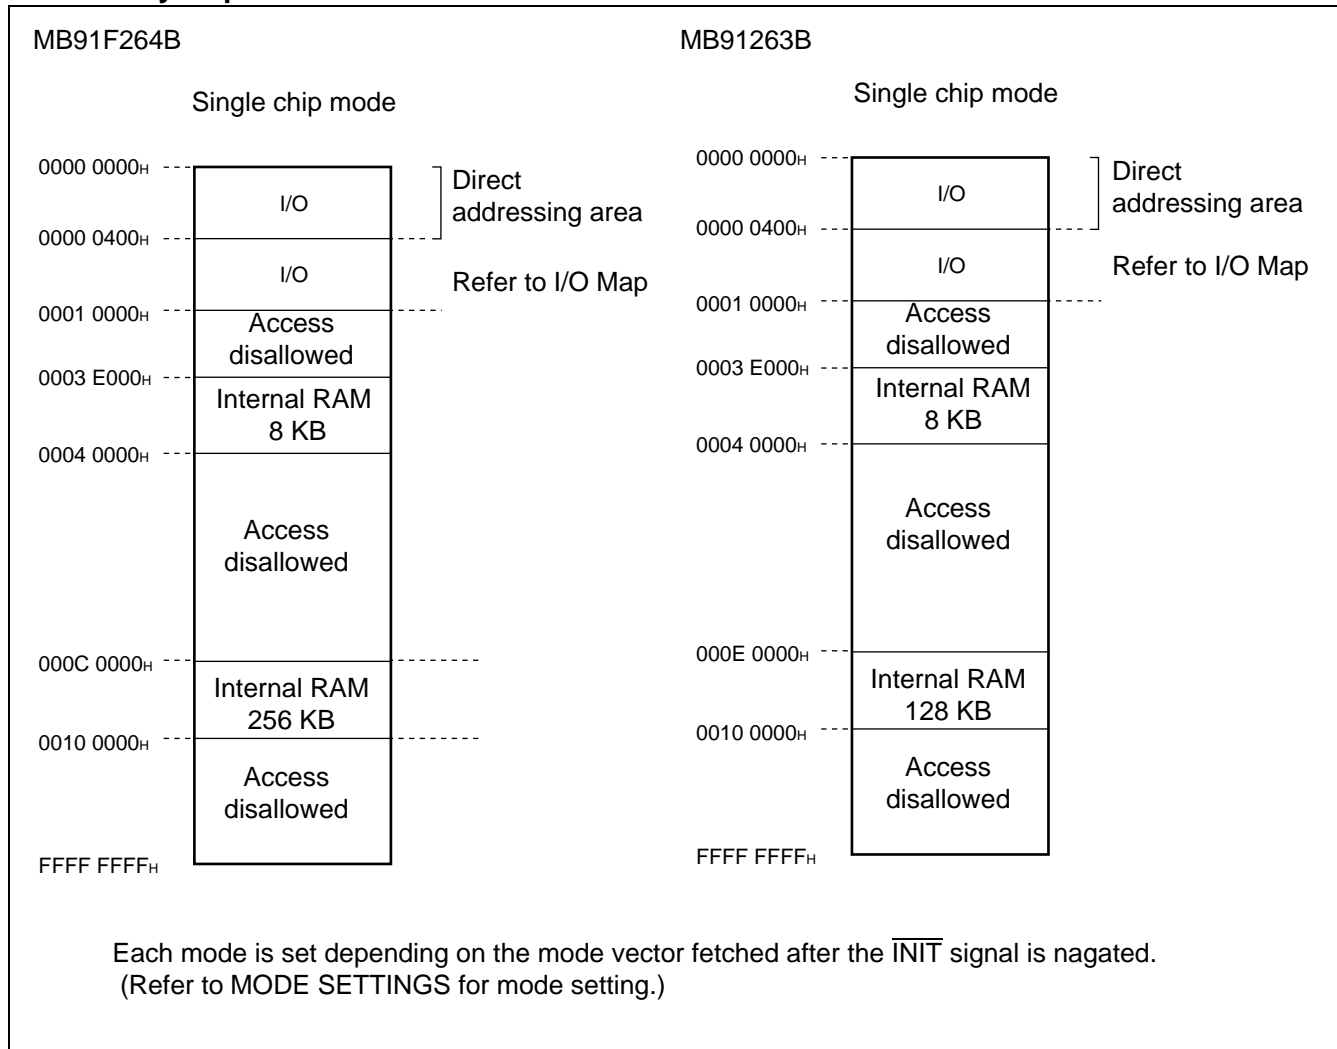 MB91F264B
Single chip mode
0000 0000H
I/O
Direct
addressing area
0000 0400H
I/O
Refer to I/O Map
0001 0000H
Access
disallowed
0003 E000H
Internal RAM
8 KB
0004 0000H
Access
disallowed
000C 0000H
Internal RAM
256 KB
0010 0000H
Access
disallowed
FFFF FFFFH
MB91263B
Single chip mode
0000 0000H
I/O
Direct
addressing area
0000 0400H
I/O
Refer to I/O Map
0001 0000H
Access
disallowed
0003 E000H
Internal RAM
8 KB
0004 0000H
Access
disallowed
000E 0000H
Internal RAM
128 KB
0010 0000H
Access
disallowed
FFFF FFFFH
Each mode is set depending on the mode vector fetched after the INIT signal is nagated.
(Refer to MODE SETTINGS for mode setting.)